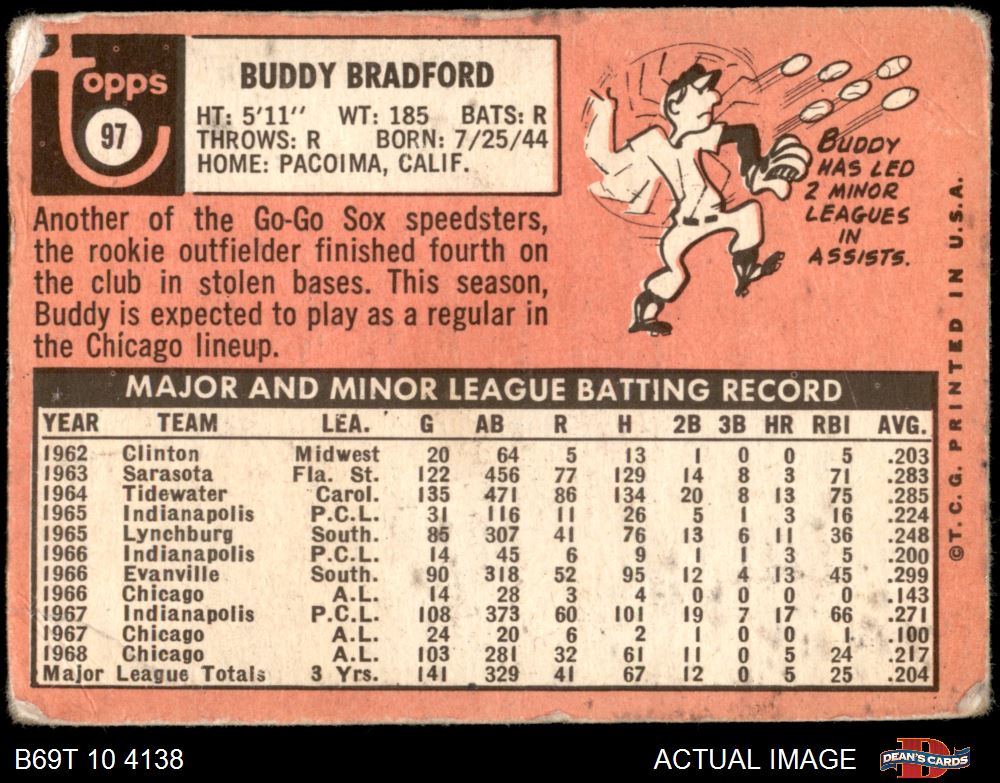 Topps
97
BUDDY BRADFORD
HT: 5'11'' WT: 185 BATS: R
THROWS: R BORN: 7/25/44
HOME: PACOIMA, CALIF.
BUDDY
HAS LED
2 MINOR
LEAGUES
IN
ASSISTS.
Another of the Go-Go Sox speedsters,
the rookie outfielder finished fourth on
the club in stolen bases. This season,
Buddy is expected to play as a regular in
the Chicago lineup.
MAJOR AND MINOR LEAGUE BATTING RECORD
YEAR TEAM LEA. G AB R H 2B 3B HR RBI AVG.
1962 Clinton Midwest 20 64 5 13 1 0 0 5 .203
1963 Sarasota Fla. St. 122 456 77 129 14 8 3 71 .283
1964 Tidewater Carol. 135 471 86 134 20 8 13 75 .285
1965 Indianapolis P.C.L. 31 116 11 26 5 1 3 16 .224
1965 Lynchburg South. 85 307 41 76 13 6 11 36 .248
1966 Indianapolis P.C.L. 14 45 6 9 1 1 3 5 .200
1966 Evanville South. 90 318 52 95 12 4 13 45 .299
1966 Chicago A.L. 14 28 3 4 0 0 0 0 .143
1967 Indianapolis P.C.L. 108 373 60 101 19 7 17 66 .271
1967 Chicago A.L. 24 20 6 2 1 0 0 1 .100
1968 Chicago A.L. 103 281 32 61 11 0 5 24 .217
Major League Totals 3 Yrs. 141 329 41 67 12 0 5 25 .204
©T.C.G. PRINTED IN U.S.A.
B69T 10 4138 ACTUAL IMAGE
DEAN'S CARDS